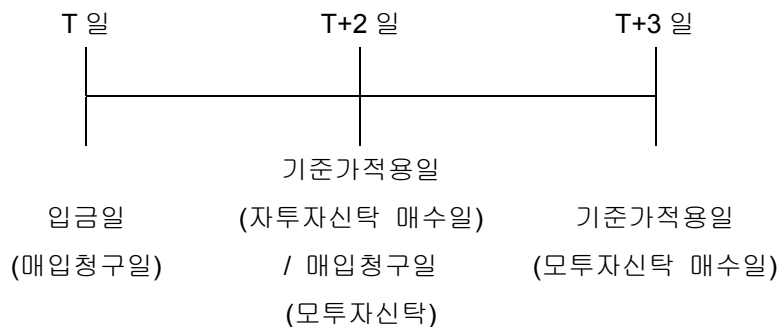 T 일 T+2 일 T+3 일
기준가적용일
입금일 (자투자신탁 매수일) 기준가적용일
(매입청구일) / 매입청구일 (모투자신탁 매수일)
(모투자신탁)